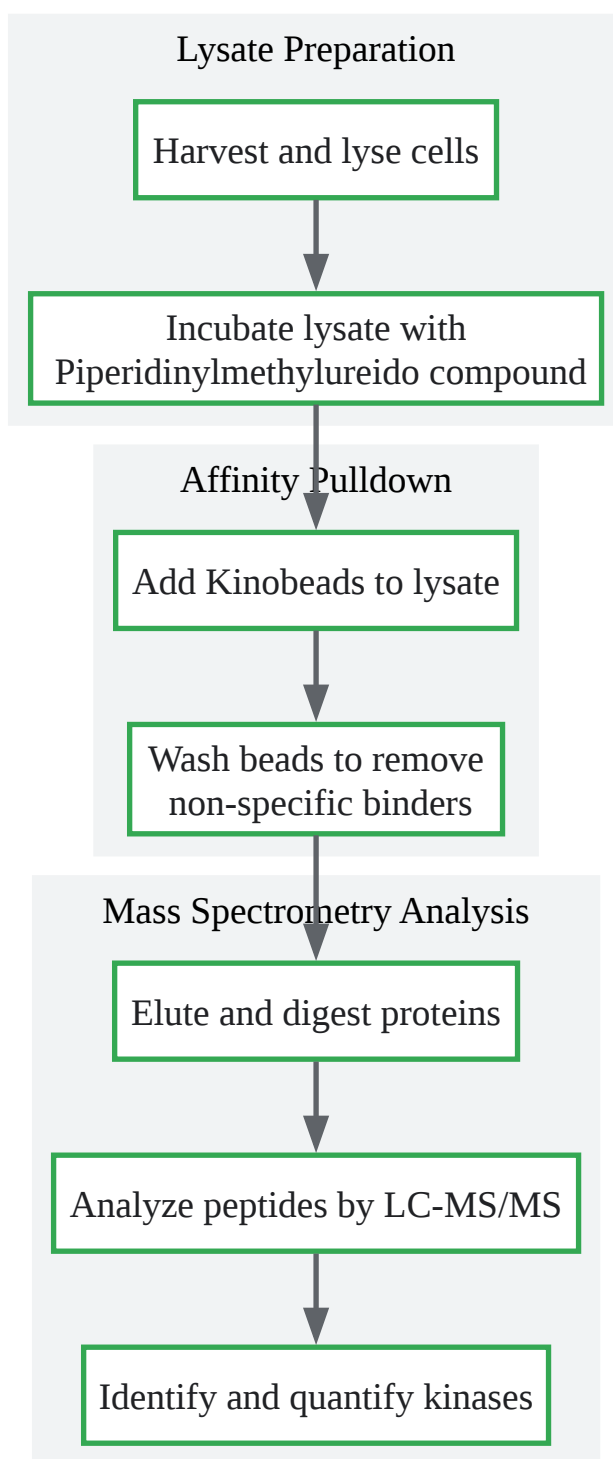 Lysate Preparation
Harvest and lyse cells
Incubate lysate with
Piperidinylmethylureido compound
Affinity Pulldown
Add Kinobeads to lysate
Wash beads to remove
non-specific binders
Mass Spectrometry Analysis
Elute and digest proteins
Analyze peptides by LC-MS/MS
Identify and quantify kinases